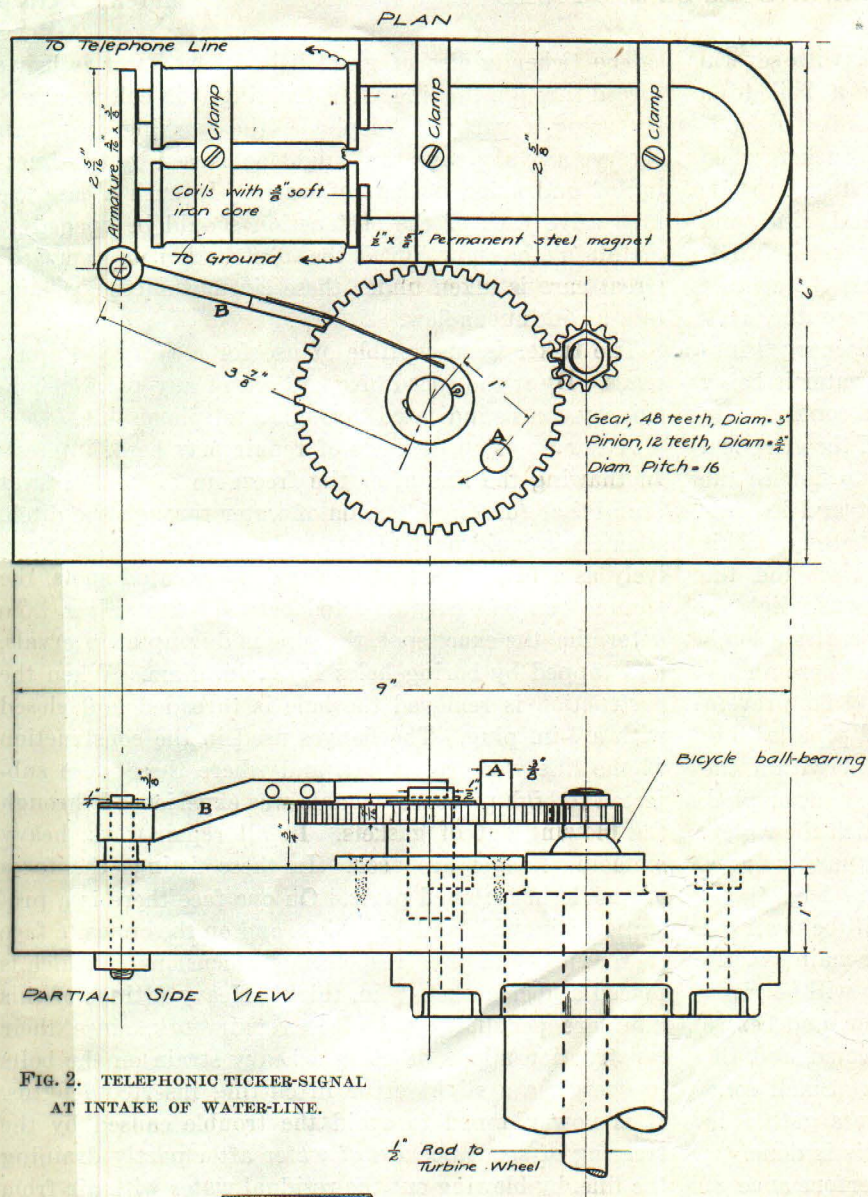 PLAN
To Telephone Line
2 5/16"
Armature 3/16" x 3/8"
Clamp
Clamp
Clamp
2 5/8"
6"
Coils with 3/8" soft
iron core
To Ground
1/2" x 5/8" Permanent steel magnet
B
3 7/8"
1"
A
Gear, 48 teeth, Diam.= 3"
Pinion, 12 teeth, Diam.= 3/4"
Diam. Pitch = 16
9"
Bicycle ball-bearing
A
3/8"
B
1"
PARTIAL SIDE VIEW
FIG. 2. TELEPHONIC TICKER-SIGNAL
AT INTAKE OF WATER-LINE.
1/2" Rod to
Turbine Wheel